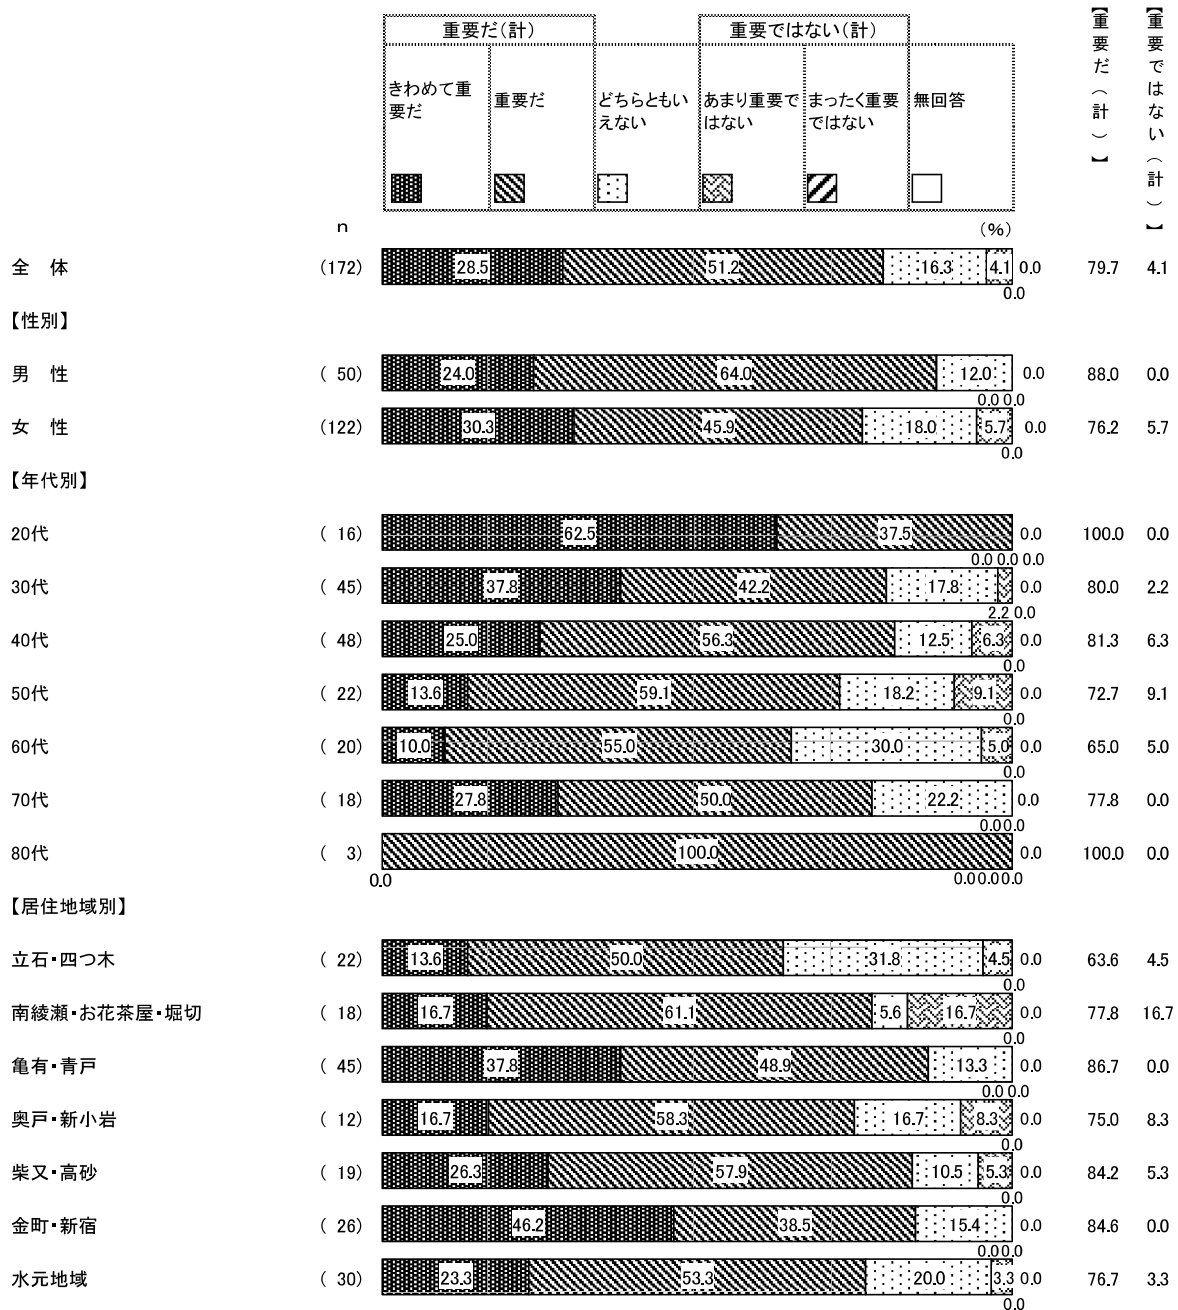 重要だ(計) 重要ではない(計) 【重要だ(計)】 【重要ではない(計)】
きわめて重要だ 重要だ どちらともいえない あまり重要ではない まったく重要ではない 無回答
n (%)
全 体 (172) 28.5 51.2 16.3 4.1 0.0 79.7 4.1
0.0
【性別】
男 性 ( 50) 24.0 64.0 12.0 0.0 88.0 0.0
0.0 0.0
女 性 (122) 30.3 45.9 18.0 5.7 0.0 76.2 5.7
0.0
【年代別】
20代 ( 16) 62.5 37.5 0.0 100.0 0.0
0.0 0.0 0.0
30代 ( 45) 37.8 42.2 17.8 0.0 80.0 2.2
2.2 0.0
40代 ( 48) 25.0 56.3 12.5 6.3 0.0 81.3 6.3
0.0
50代 ( 22) 13.6 59.1 18.2 9.1 0.0 72.7 9.1
0.0
60代 ( 20) 10.0 55.0 30.0 5.0 0.0 65.0 5.0
0.0
70代 ( 18) 27.8 50.0 22.2 0.0 77.8 0.0
0.0 0.0
80代 ( 3) 100.0 0.0 100.0 0.0
0.0 0.0 0.0 0.0
【居住地域別】
立石・四つ木 ( 22) 13.6 50.0 31.8 4.5 0.0 63.6 4.5
0.0
南綾瀬・お花茶屋・堀切 ( 18) 16.7 61.1 5.6 16.7 0.0 77.8 16.7
0.0
亀有・青戸 ( 45) 37.8 48.9 13.3 0.0 86.7 0.0
0.0 0.0
奥戸・新小岩 ( 12) 16.7 58.3 16.7 8.3 0.0 75.0 8.3
0.0
柴又・高砂 ( 19) 26.3 57.9 10.5 5.3 0.0 84.2 5.3
0.0
金町・新宿 ( 26) 46.2 38.5 15.4 0.0 84.6 0.0
0.0 0.0
水元地域 ( 30) 23.3 53.3 20.0 3.3 0.0 76.7 3.3
0.0